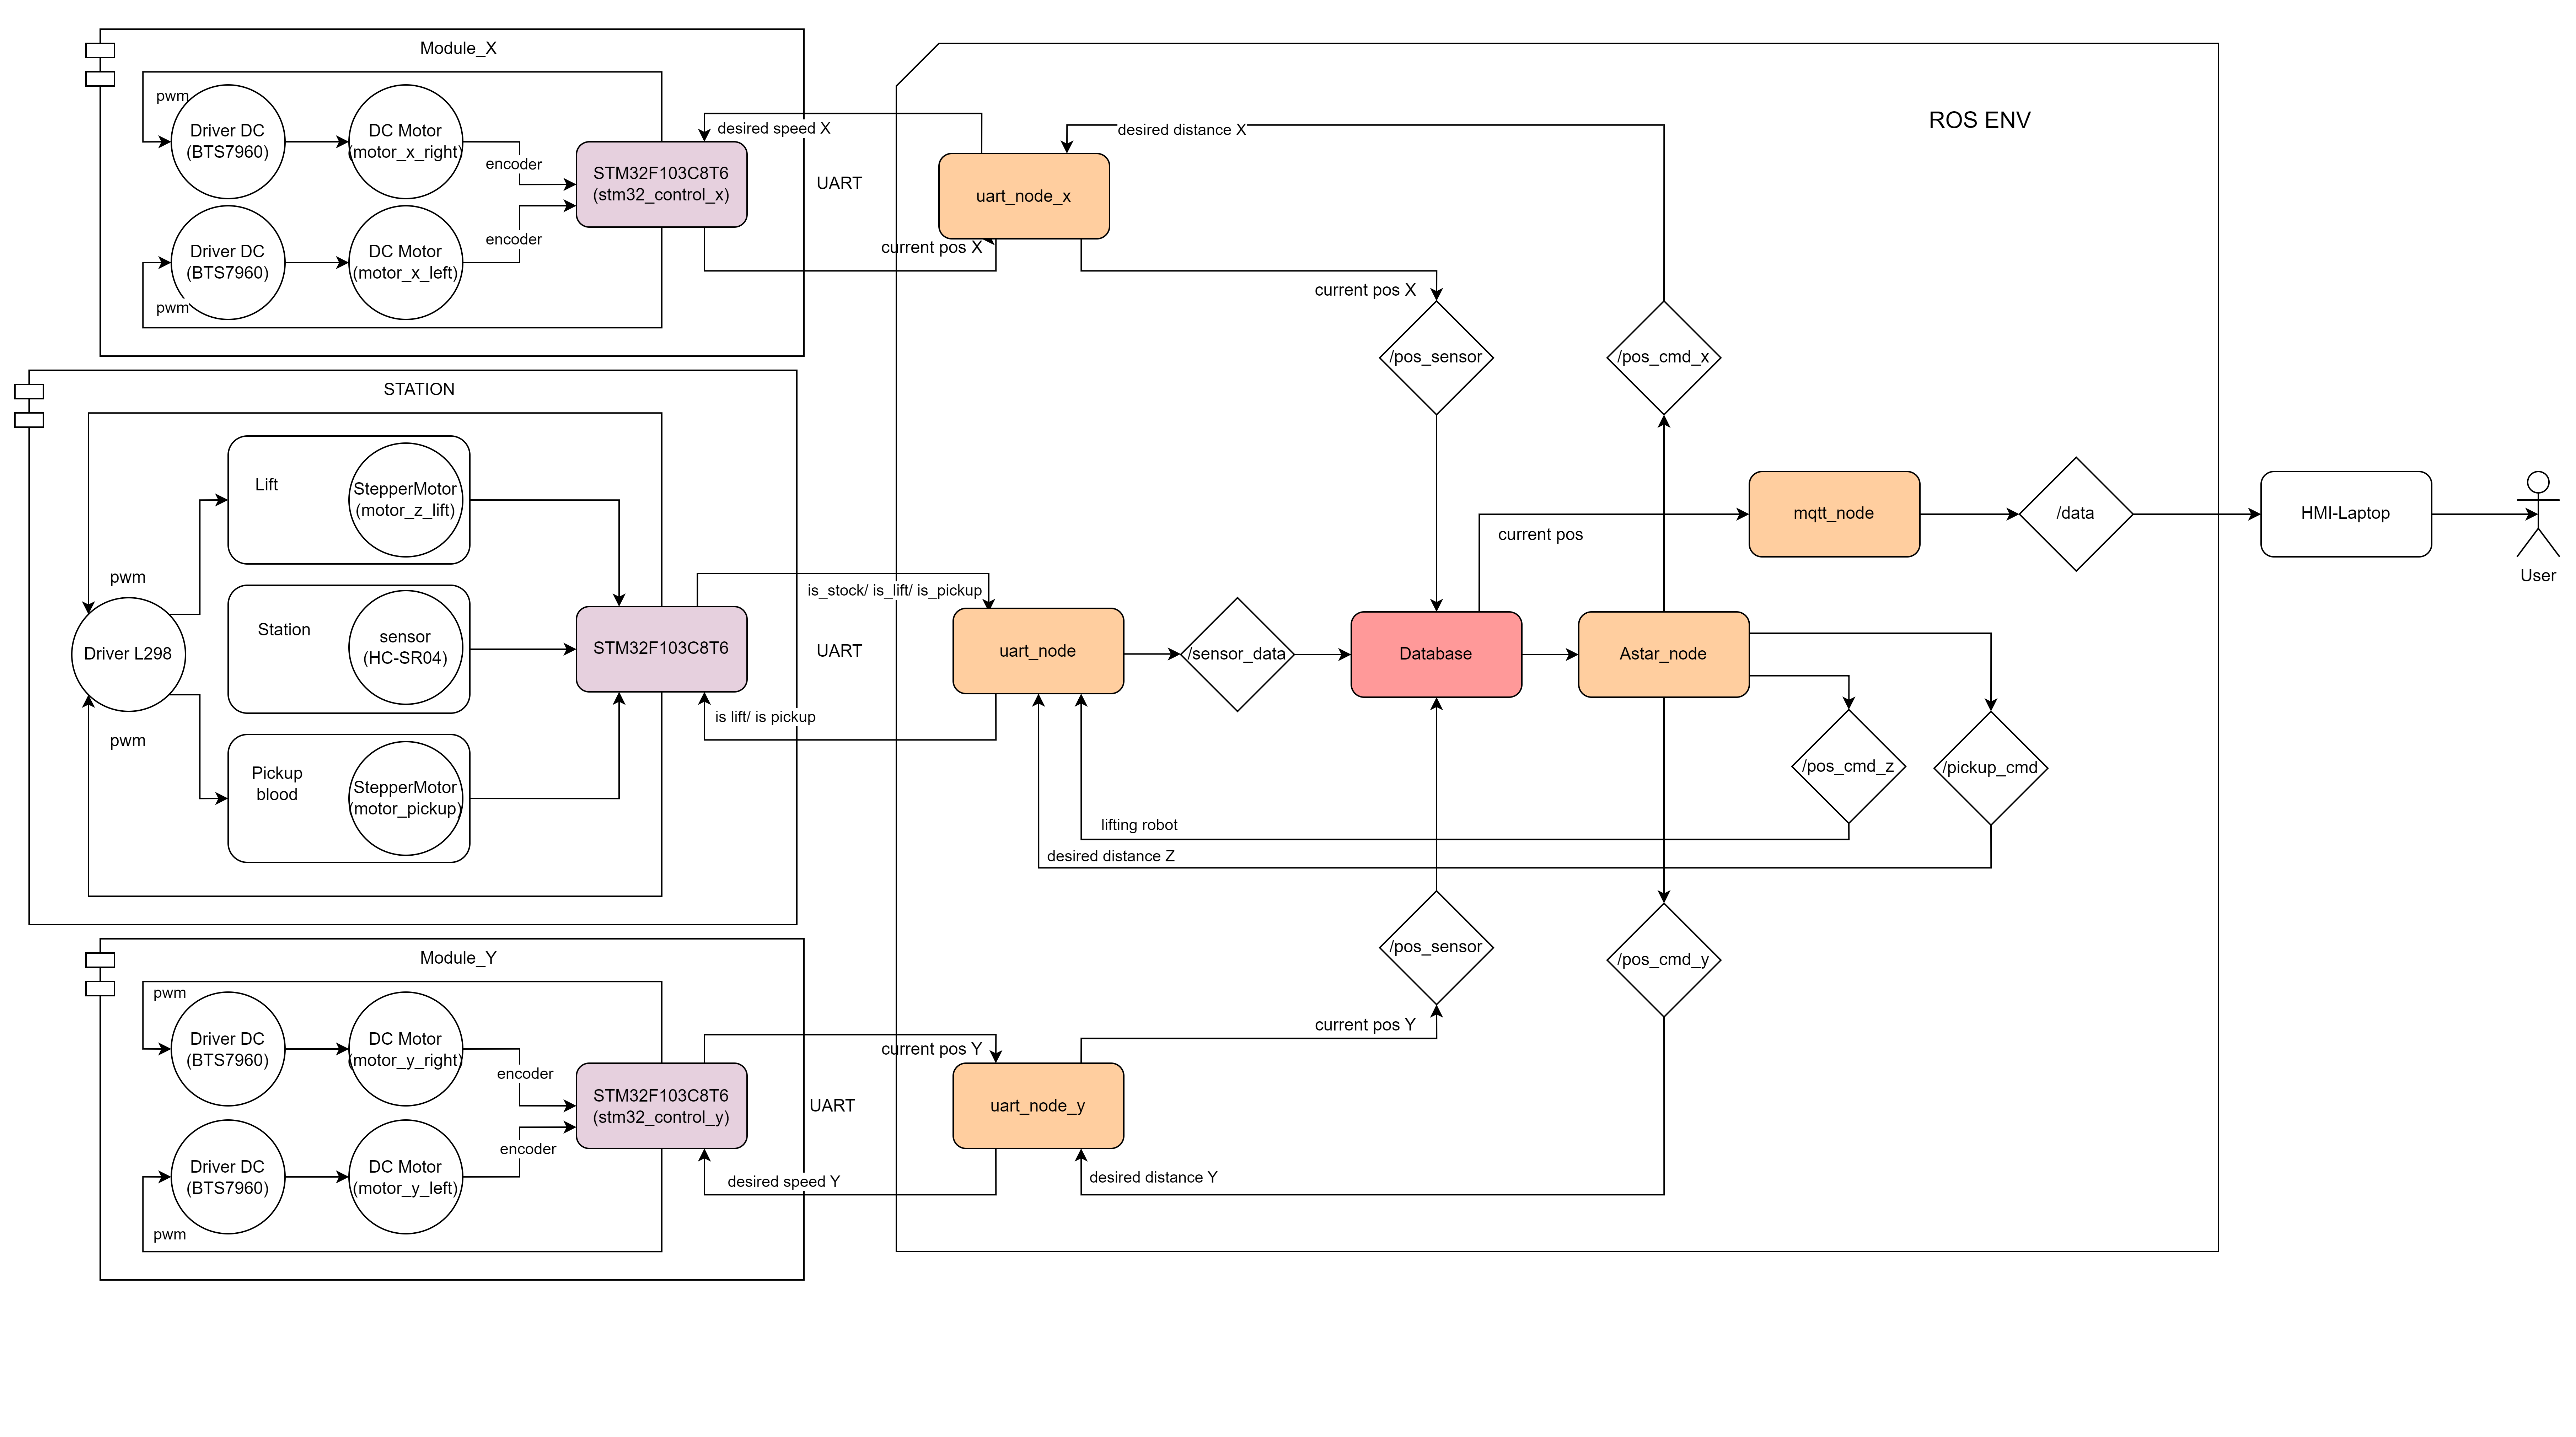 Module_X
pwm
Driver DC
(BTS7960)
DC Motor
(motor_x_right)
encoder
Driver DC
(BTS7960)
DC Motor
(motor_x_left)
encoder
pwm
STM32F103C8T6
(stm32_control_x)
desired speed X
UART
current pos X
ROS ENV
uart_node_x
desired distance X
current pos X
/pos_sensor
/pos_cmd_x
STATION
Lift
StepperMotor
(motor_z_lift)
pwm
Driver L298
pwm
Station
sensor
(HC-SR04)
Pickup
blood
StepperMotor
(motor_pickup)
STM32F103C8T6
is_stock/ is_lift/ is_pickup
UART
is lift/ is pickup
uart_node
/sensor_data
Database
Astar_node
current pos
mqtt_node
/data
HMI-Laptop
User
/pos_cmd_z
/pickup_cmd
lifting robot
desired distance Z
/pos_sensor
/pos_cmd_y
Module_Y
pwm
Driver DC
(BTS7960)
DC Motor
(motor_y_right)
encoder
Driver DC
(BTS7960)
DC Motor
(motor_y_left)
encoder
pwm
STM32F103C8T6
(stm32_control_y)
current pos Y
UART
desired speed Y
uart_node_y
current pos Y
desired distance Y